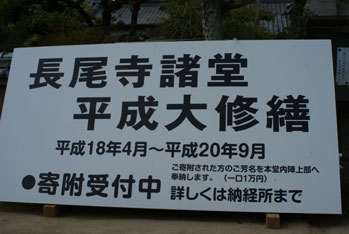 長尾寺諸堂
平成大修繕
平成18年4月〜平成20年9月
ご寄附された方のご芳名を本堂内陣上部へ
奉納します。（一口1万円）
●寄附受付中 詳しくは納経所まで